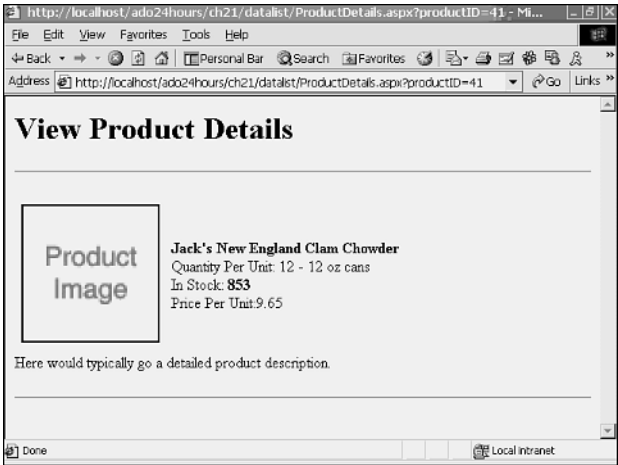 http://localhost/ado24hours/ch21/datalist/ProductDetails.aspx?productID=41 - Mi...
File Edit View Favorites Tools Help
Back Personal Bar Search Favorites »
Address http://localhost/ado24hours/ch21/datalist/ProductDetails.aspx?productID=41 Go Links »
View Product Details
Product
Image
Jack's New England Clam Chowder
Quantity Per Unit: 12 - 12 oz cans
In Stock: 853
Price Per Unit:9.65
Here would typically go a detailed product description.
Done Local intranet